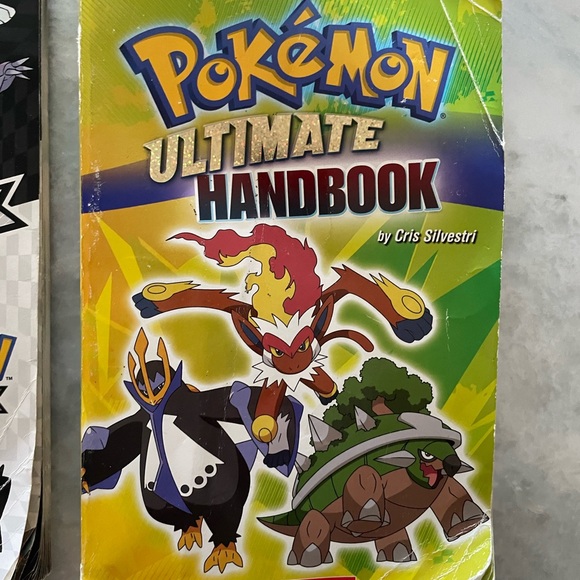 POKéMON
ULTIMATE
HANDBOOK
by Cris Silvestri